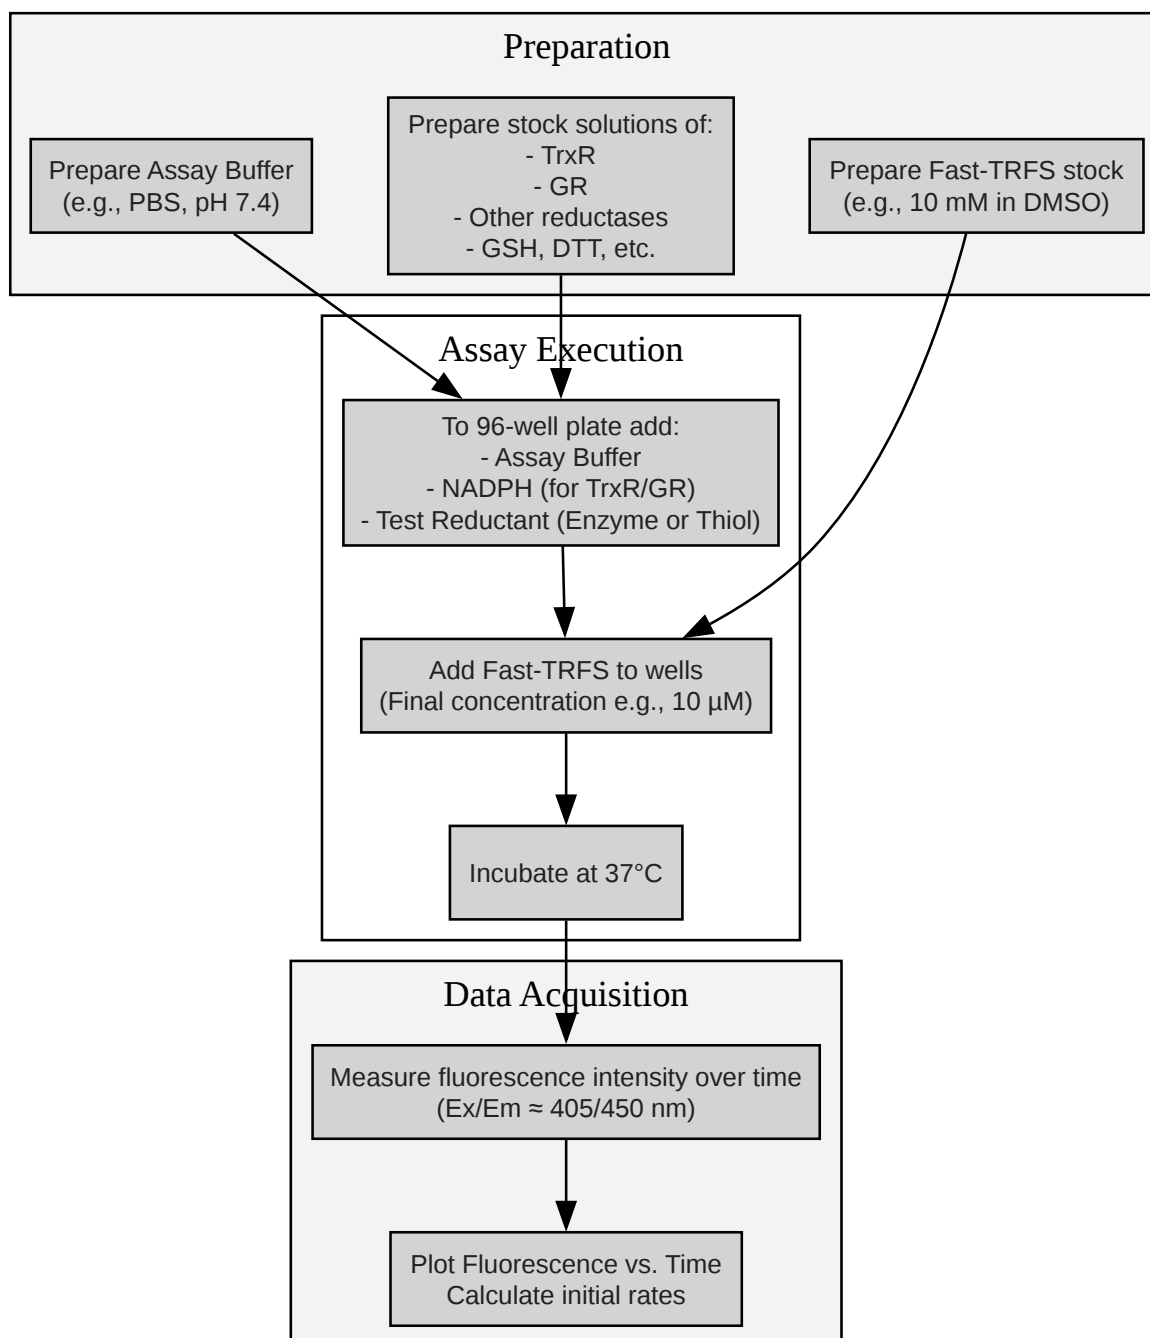 Preparation
Prepare Assay Buffer
(e.g., PBS, pH 7.4)
Prepare stock solutions of:
- TrxR
- GR
- Other reductases
- GSH, DTT, etc.
Prepare Fast-TRFS stock
(e.g., 10 mM in DMSO)
Assay Execution
To 96-well plate add:
- Assay Buffer
- NADPH (for TrxR/GR)
- Test Reductant (Enzyme or Thiol)
Add Fast-TRFS to wells
(Final concentration e.g., 10 µM)
Incubate at 37°C
Data Acquisition
Measure fluorescence intensity over time
(Ex/Em ≈ 405/450 nm)
Plot Fluorescence vs. Time
Calculate initial rates